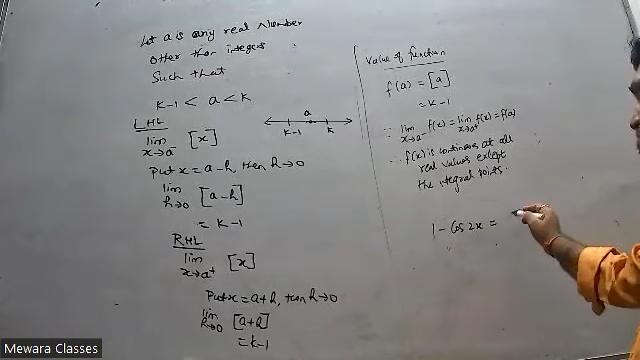 Let a is any real Number
Other than integers
Such that
k-1 < a < k
LHL
lim x→a⁻ [x]
Put x = a-h, then h→0
lim h→0 [a-h]
= k-1
RHL
lim x→a⁺ [x]
Put x = a+h, then h→0
lim h→0 [a+h]
= k-1
a
k-1 k
Value of function
f(a) = [a]
= k-1
∵ lim x→a⁻ f(x) = lim x→a⁺ f(x) = f(a)
∴ f(x) is continuous at all
real values except
the integral points.
1 - Cos 2x =
Mewara Classes